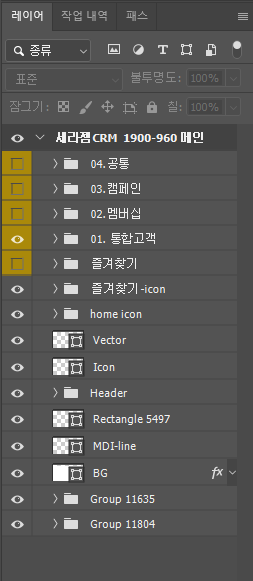 레이어 작업 내역 패스
종류
표준 불투명도: 100%
잠그기: 칠: 100%
세라젬CRM 1900-960 메인
04.공통
03.캠페인
02.멤버십
01. 통합고객
즐겨찾기
즐겨찾기-icon
home icon
Vector
Icon
Header
Rectangle 5497
MDI-line
BG fx
Group 11635
Group 11804